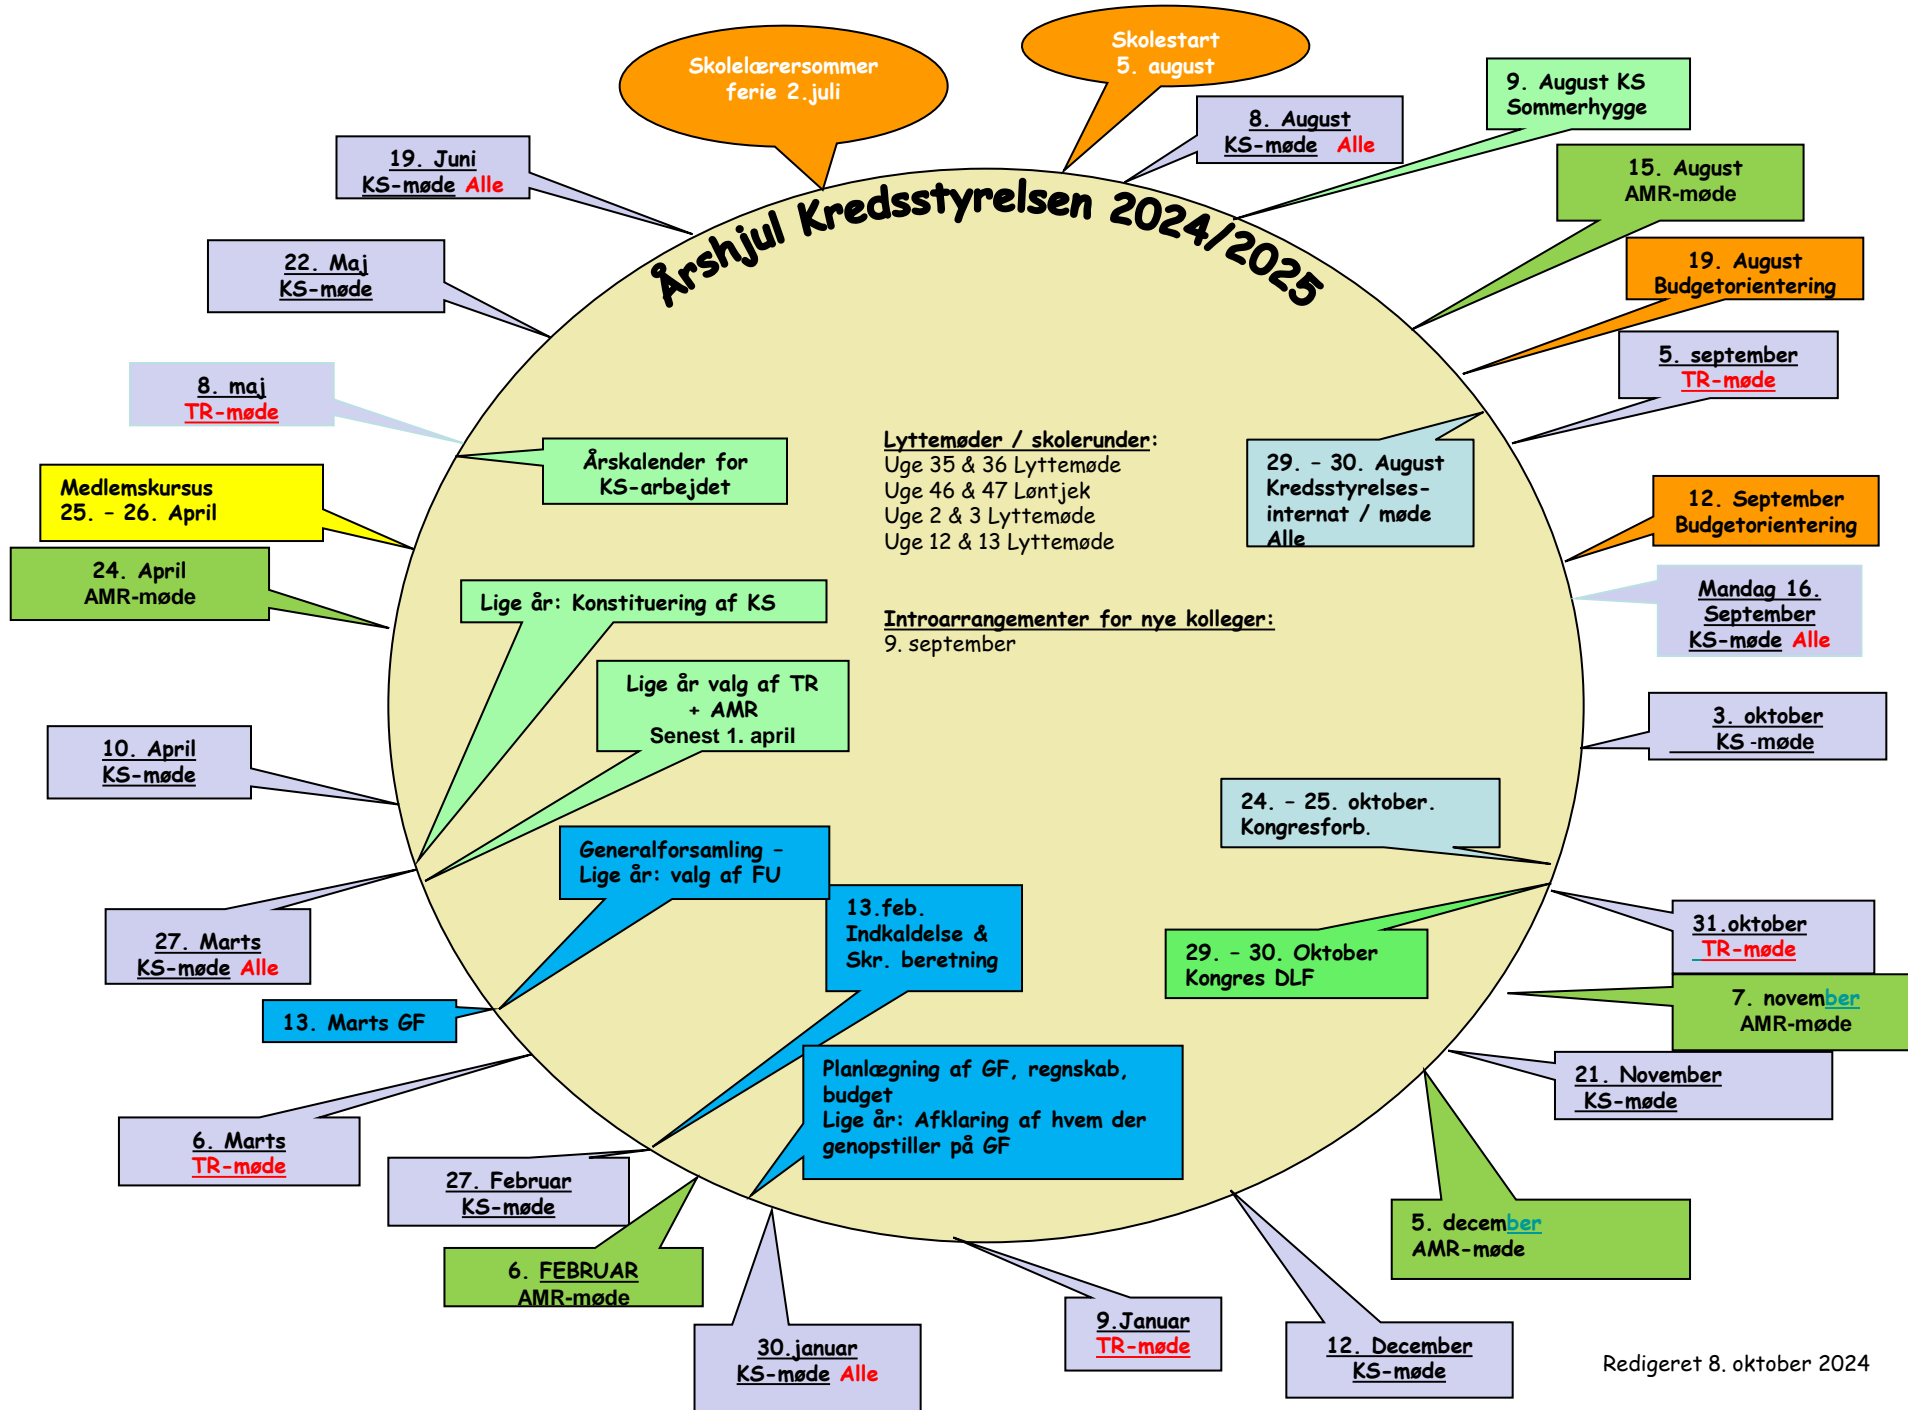 Skolelærersommer
ferie 2.juli
Skolestart
5. august
8. August
KS-møde Alle
9. August KS
Sommerhygge
15. August
AMR-møde
19. August
Budgetorientering
5. september
TR-møde
29. – 30. August
Kredsstyrelses-
internat / møde
Alle
12. September
Budgetorientering
Mandag 16.
September
KS-møde Alle
3. oktober
KS -møde
24. – 25. oktober.
Kongresforb.
29. – 30. Oktober
Kongres DLF
31.oktober
TR-møde
7. november
AMR-møde
21. November
KS-møde
5. december
AMR-møde
12. December
KS-møde
9.Januar
TR-møde
30.januar
KS-møde Alle
Planlægning af GF, regnskab,
budget
Lige år: Afklaring af hvem der
genopstiller på GF
6. FEBRUAR
AMR-møde
13.feb.
Indkaldelse &
Skr. beretning
27. Februar
KS-møde
6. Marts
TR-møde
13. Marts GF
Generalforsamling –
Lige år: valg af FU
27. Marts
KS-møde Alle
Lige år valg af TR
+ AMR
Senest 1. april
Lige år: Konstituering af KS
10. April
KS-møde
24. April
AMR-møde
Medlemskursus
25. – 26. April
Årskalender for
KS-arbejdet
8. maj
TR-møde
22. Maj
KS-møde
19. Juni
KS-møde Alle
Årshjul Kredsstyrelsen 2024/2025
Lyttemøder / skolerunder:
Uge 35 & 36 Lyttemøde
Uge 46 & 47 Løntjek
Uge 2 & 3 Lyttemøde
Uge 12 & 13 Lyttemøde
Introarrangementer for nye kolleger:
9. september
Redigeret 8. oktober 2024